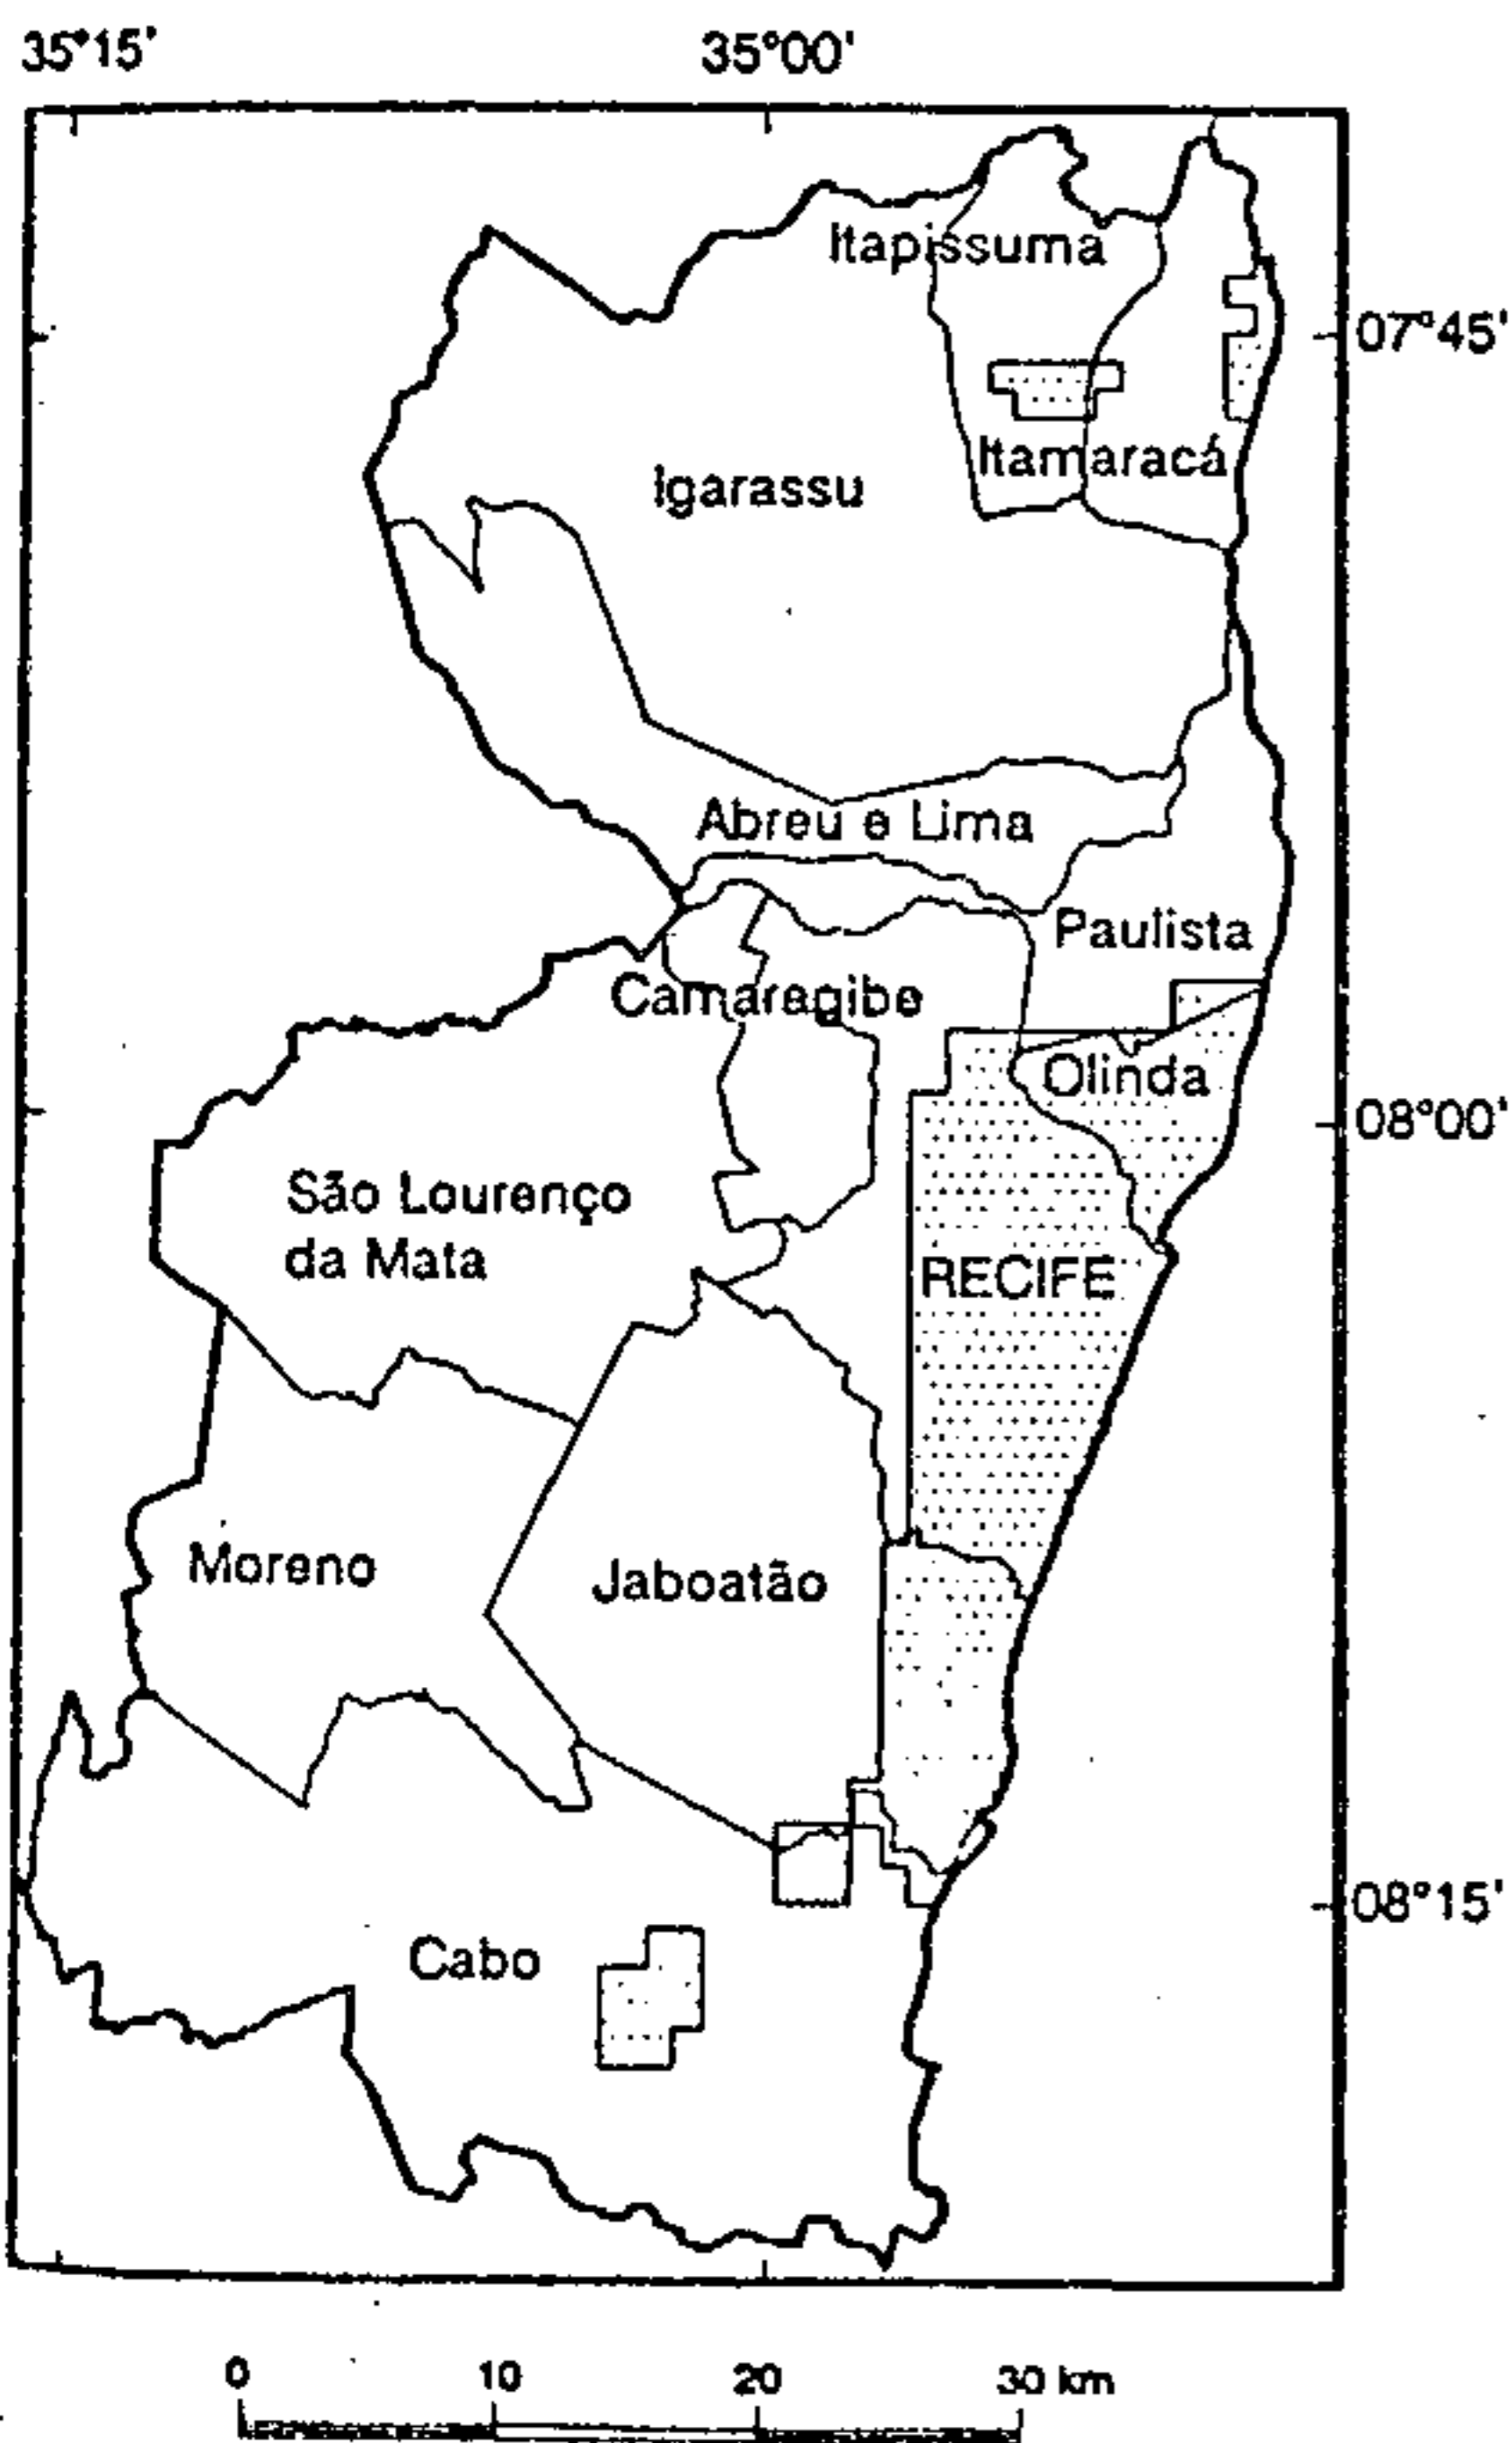 35°15'
35°00'
Itapissuma
07°45'
Itamaracá
Igarassu
Abreu e Lima
Paulista
Camaragibe
Olinda
08°00'
São Lourenço
da Mata
RECIFE
Moreno
Jaboatão
08°15'
Cabo
0 10 20 30 km